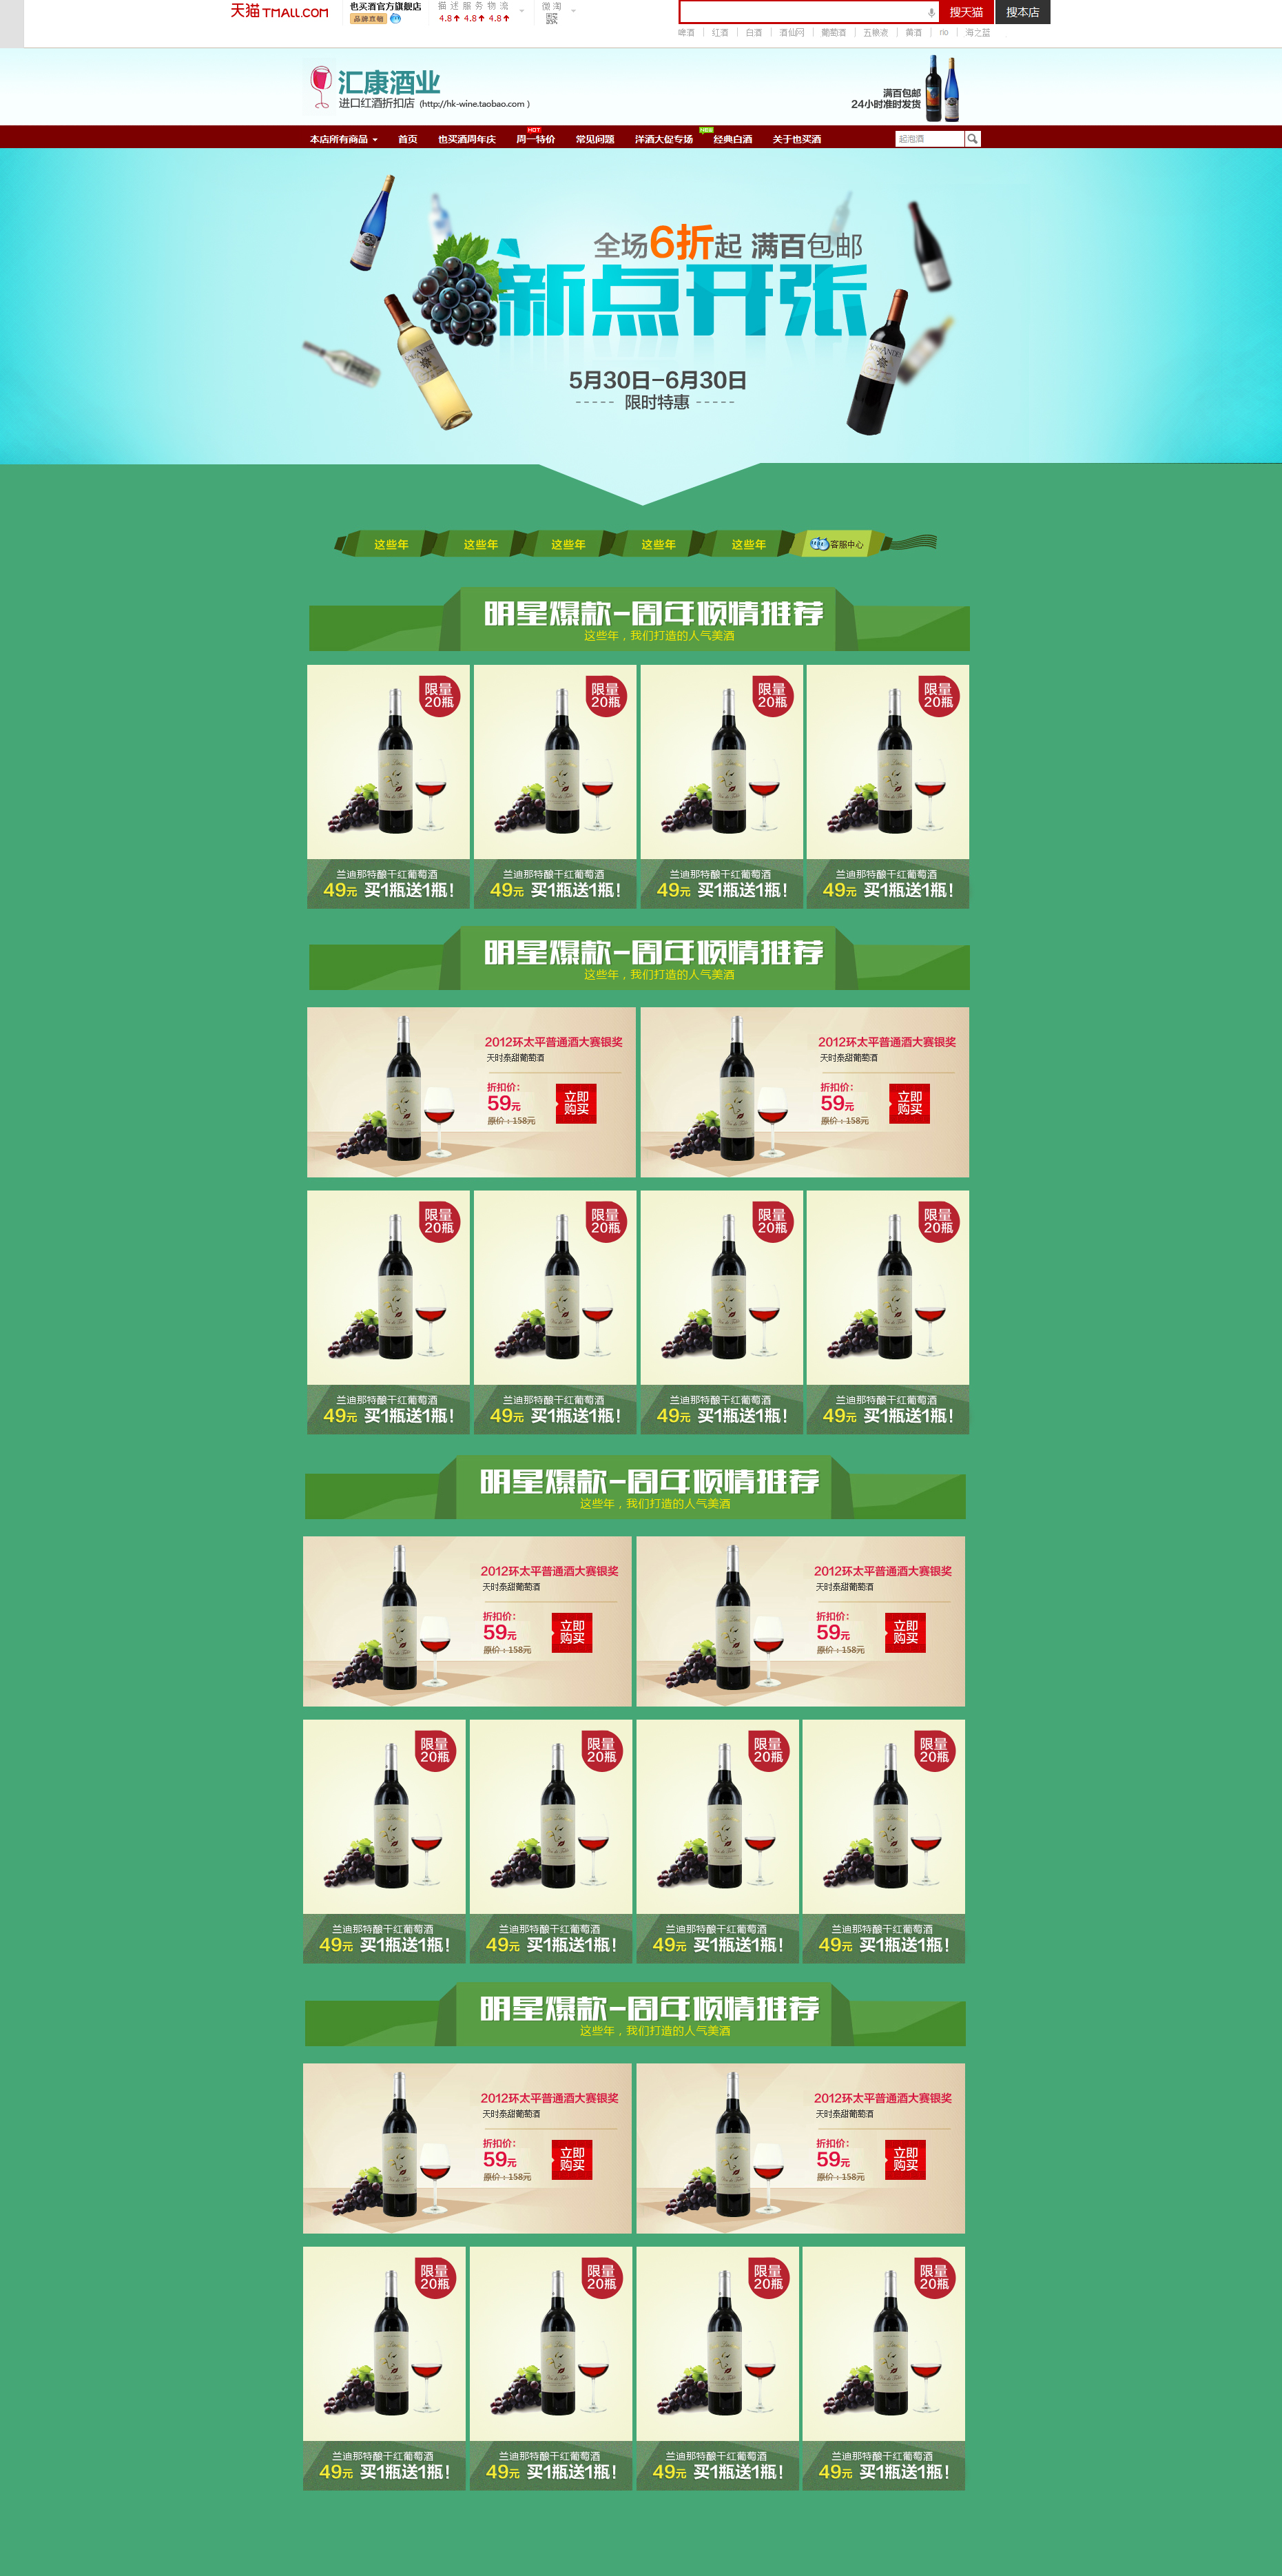 天猫 TMALL.COM
也买酒官方旗舰店
品牌直销
描 述 服 务 物 流
4.8 4.8 4.8
微 淘
搜天猫
搜本店
啤酒 红酒 白酒 酒仙网 葡萄酒 五粮液 黄酒 rio 海之蓝
汇康酒业
进口红酒折扣店 (http://hk-wine.taobao.com )
满百包邮
24小时准时发货
本店所有商品 首页 也买酒周年庆 周一特价 HOT 常见问题 洋酒大促专场 NEW 经典白酒 关于也买酒
起泡酒
全场6折起 满百包邮
新点开张
5月30日-6月30日
----- 限时特惠 -----
这些年 这些年 这些年 这些年 这些年 客服中心
明星爆款-周年倾情推荐
这些年，我们打造的人气美酒
限量 限量 限量 限量
20瓶 20瓶 20瓶 20瓶
兰迪那特酿干红葡萄酒 兰迪那特酿干红葡萄酒 兰迪那特酿干红葡萄酒 兰迪那特酿干红葡萄酒
49元 买1瓶送1瓶! 49元 买1瓶送1瓶! 49元 买1瓶送1瓶! 49元 买1瓶送1瓶!
明星爆款-周年倾情推荐
这些年，我们打造的人气美酒
2012环太平普通酒大赛银奖 2012环太平普通酒大赛银奖
天时泰甜葡萄酒 天时泰甜葡萄酒
折扣价: 立即 折扣价: 立即
59元 购买 59元 购买
原价：158元 原价：158元
限量 限量 限量 限量
20瓶 20瓶 20瓶 20瓶
兰迪那特酿干红葡萄酒 兰迪那特酿干红葡萄酒 兰迪那特酿干红葡萄酒 兰迪那特酿干红葡萄酒
49元 买1瓶送1瓶! 49元 买1瓶送1瓶! 49元 买1瓶送1瓶! 49元 买1瓶送1瓶!
明星爆款-周年倾情推荐
这些年，我们打造的人气美酒
2012环太平普通酒大赛银奖 2012环太平普通酒大赛银奖
天时泰甜葡萄酒 天时泰甜葡萄酒
折扣价: 立即 折扣价: 立即
59元 购买 59元 购买
原价：158元 原价：158元
限量 限量 限量 限量
20瓶 20瓶 20瓶 20瓶
兰迪那特酿干红葡萄酒 兰迪那特酿干红葡萄酒 兰迪那特酿干红葡萄酒 兰迪那特酿干红葡萄酒
49元 买1瓶送1瓶! 49元 买1瓶送1瓶! 49元 买1瓶送1瓶! 49元 买1瓶送1瓶!
明星爆款-周年倾情推荐
这些年，我们打造的人气美酒
2012环太平普通酒大赛银奖 2012环太平普通酒大赛银奖
天时泰甜葡萄酒 天时泰甜葡萄酒
折扣价: 立即 折扣价: 立即
59元 购买 59元 购买
原价：158元 原价：158元
限量 限量 限量 限量
20瓶 20瓶 20瓶 20瓶
兰迪那特酿干红葡萄酒 兰迪那特酿干红葡萄酒 兰迪那特酿干红葡萄酒 兰迪那特酿干红葡萄酒
49元 买1瓶送1瓶! 49元 买1瓶送1瓶! 49元 买1瓶送1瓶! 49元 买1瓶送1瓶!